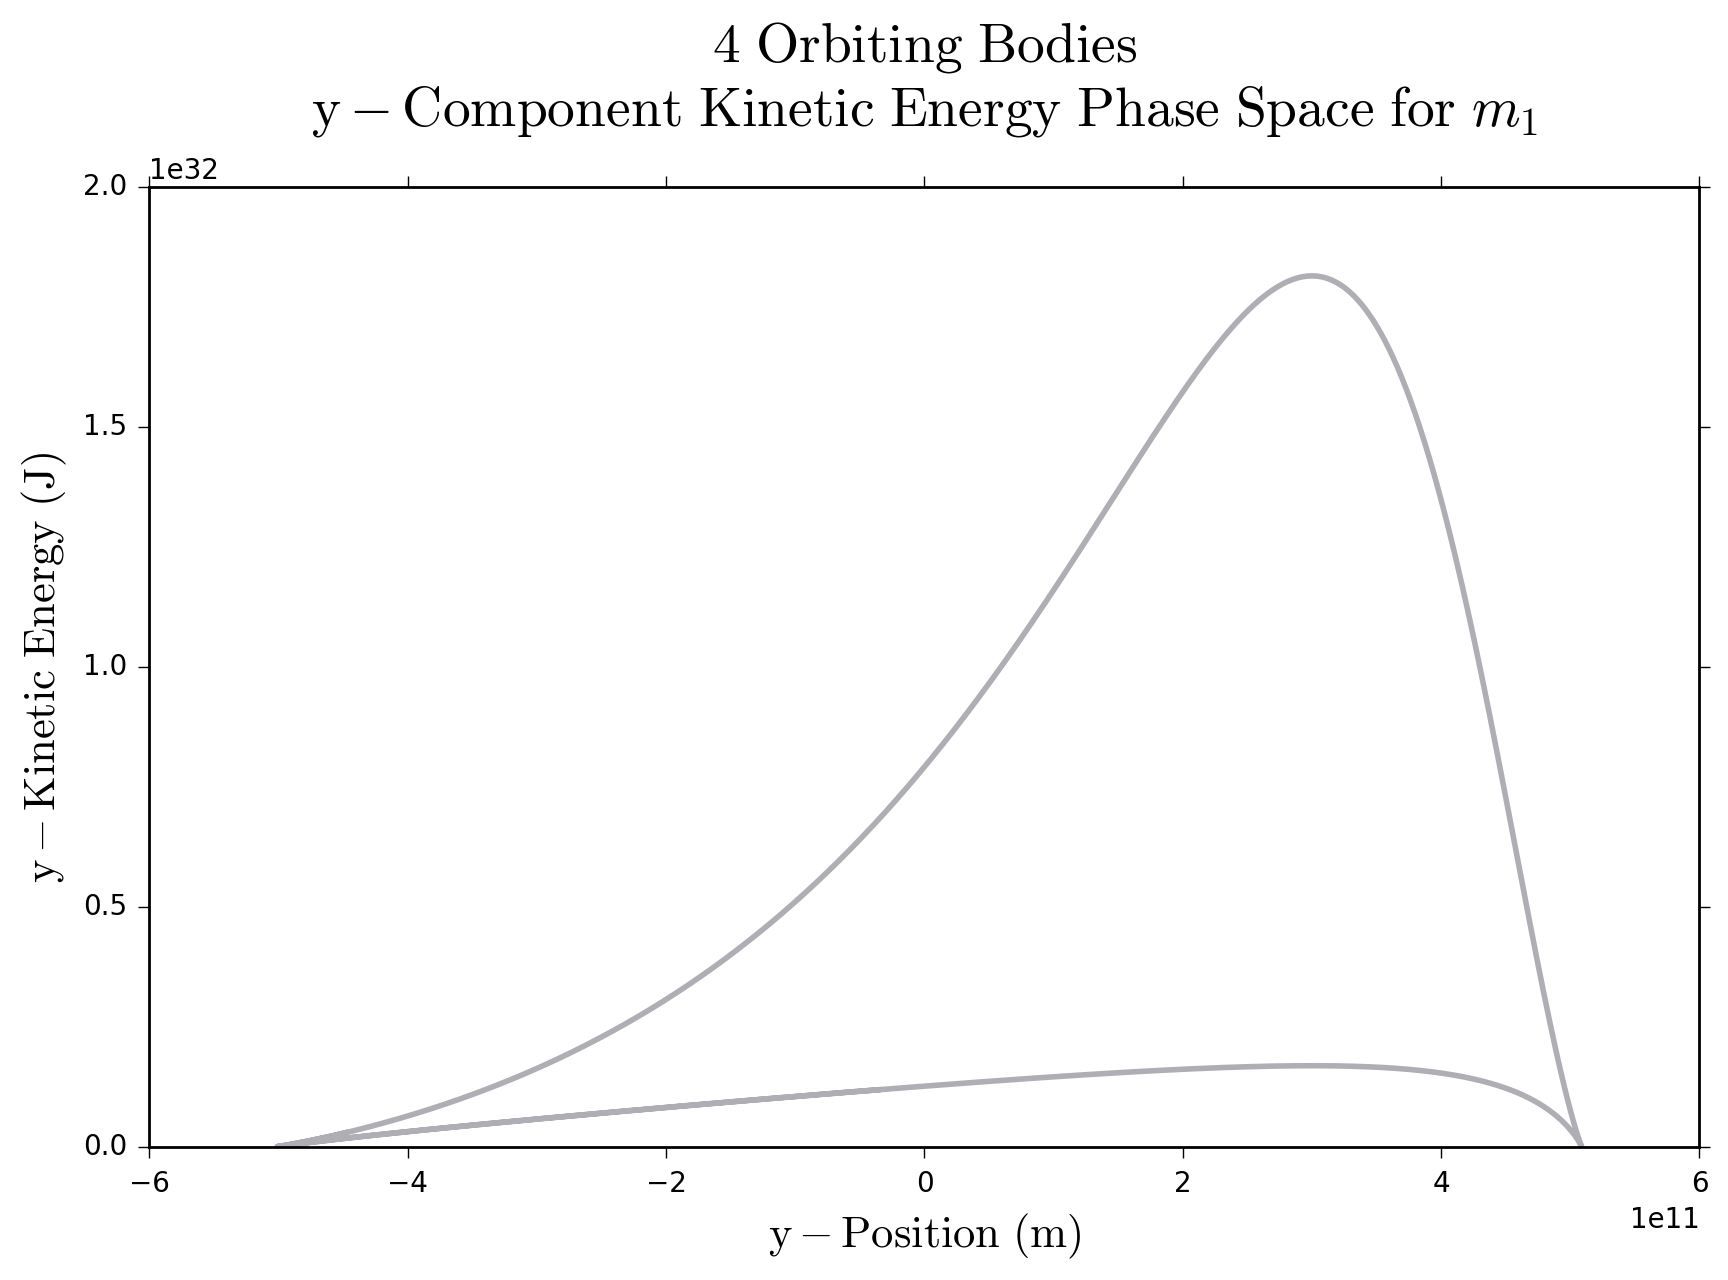 4 Orbiting Bodies
y − Component Kinetic Energy Phase Space for m₁
1e32
2.0
1.5
1.0
0.5
0.0
y − Kinetic Energy (J)
−6 −4 −2 0 2 4 6
1e11
y − Position (m)